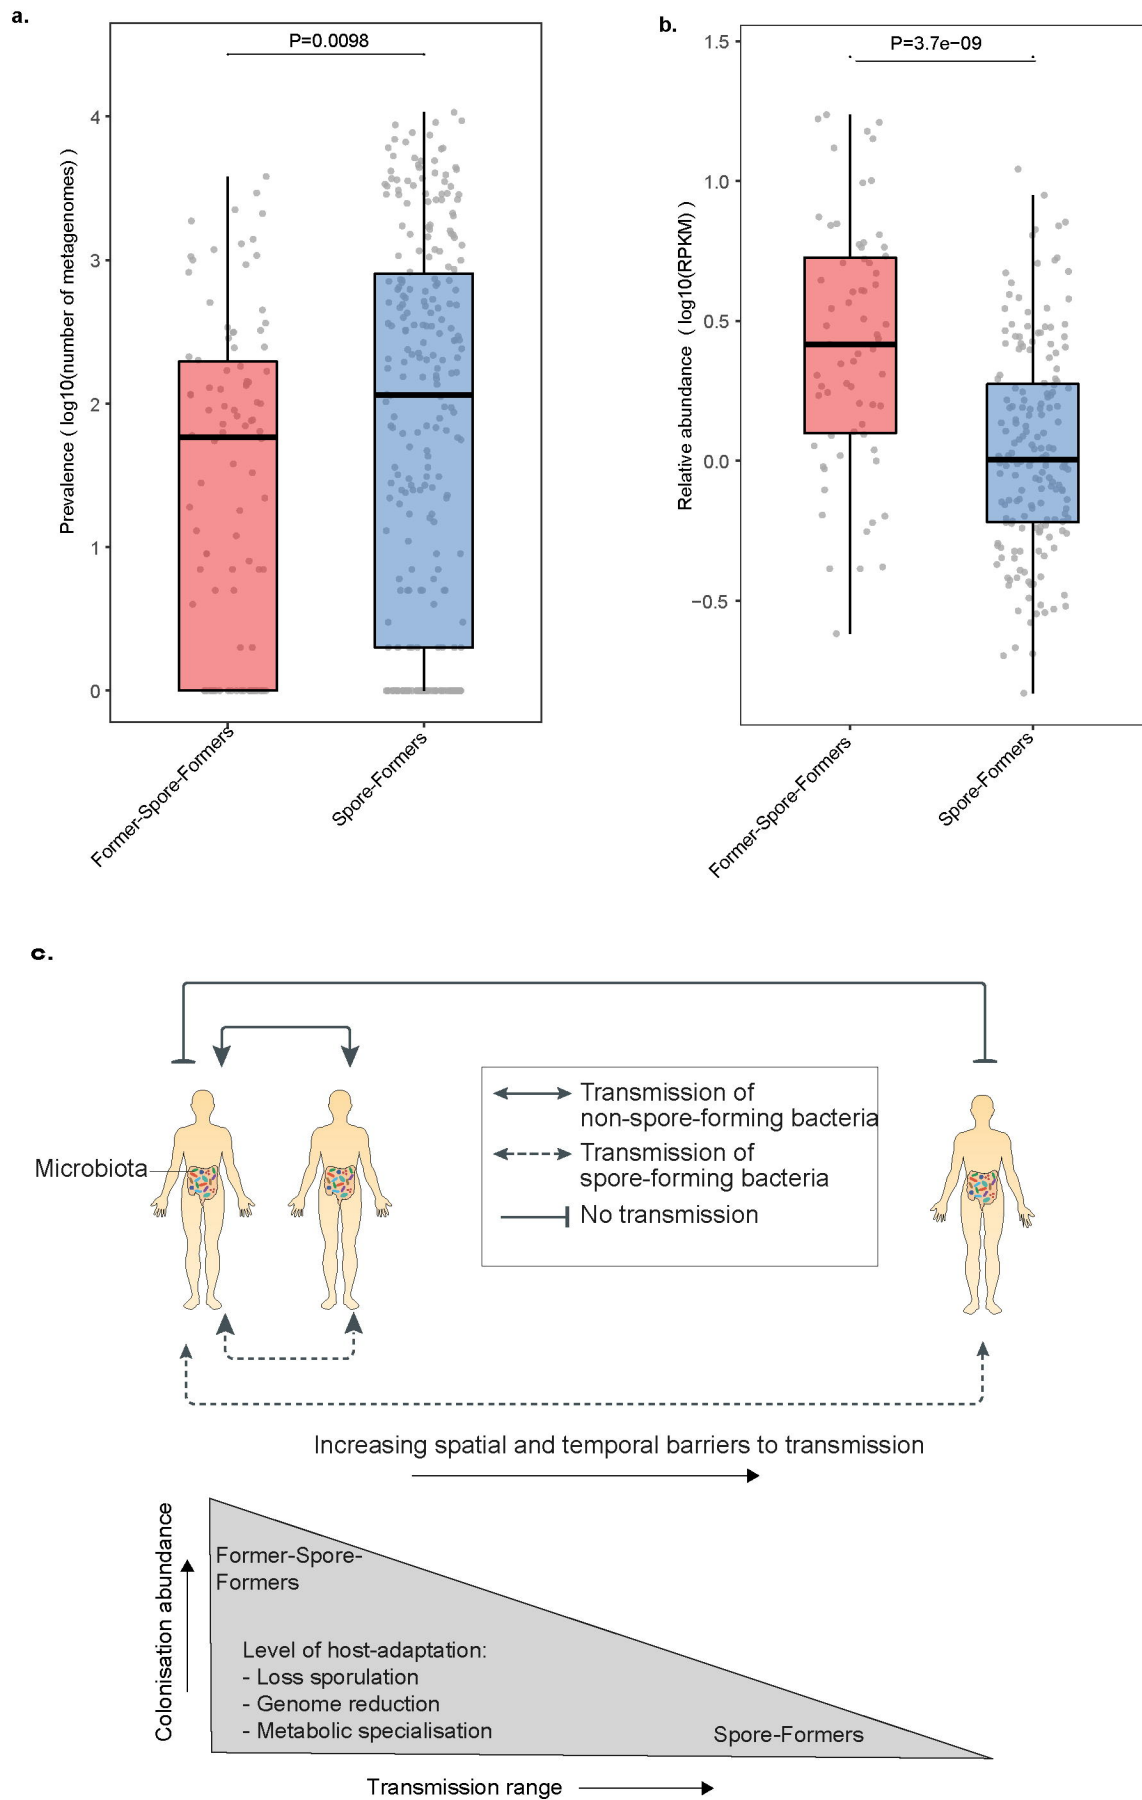 a.
P=0.0098
Prevalence ( log10(number of metagenomes) )
4
3
2
1
0
Former-Spore-Formers
Spore-Formers
b.
P=3.7e−09
Relative abundance ( log10(RPKM) )
1.5
1.0
0.5
0.0
−0.5
Former-Spore-Formers
Spore-Formers
c.
Microbiota
Transmission of
non-spore-forming bacteria
Transmission of
spore-forming bacteria
No transmission
Increasing spatial and temporal barriers to transmission
Colonisation abundance
Former-Spore-
Formers
Level of host-adaptation:
- Loss sporulation
- Genome reduction
- Metabolic specialisation
Spore-Formers
Transmission range